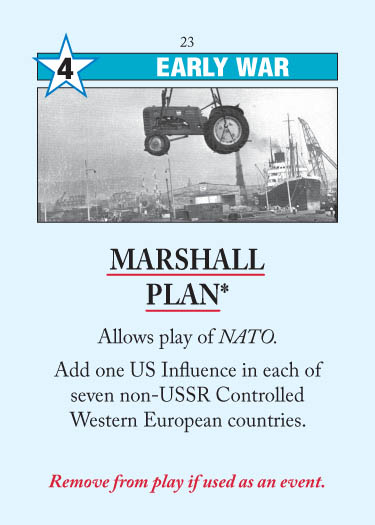 23
4
EARLY WAR
MARSHALL
PLAN*
Allows play of NATO.
Add one US Influence in each of
seven non-USSR Controlled
Western European countries.
Remove from play if used as an event.